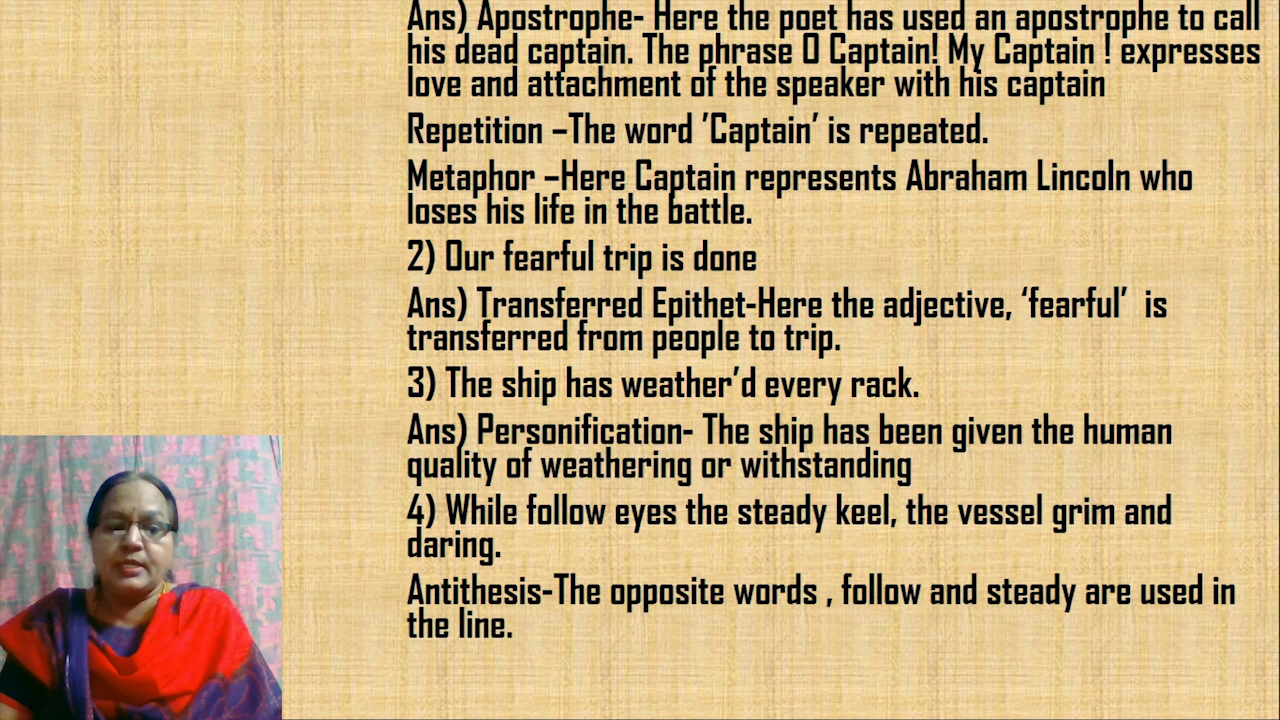 Ans) Apostrophe- Here the poet has used an apostrophe to call
his dead captain. The phrase O Captain! My Captain ! expresses
love and attachment of the speaker with his captain
Repetition –The word ’Captain’ is repeated.
Metaphor –Here Captain represents Abraham Lincoln who
loses his life in the battle.
2) Our fearful trip is done
Ans) Transferred Epithet-Here the adjective, ‘fearful’ is
transferred from people to trip.
3) The ship has weather’d every rack.
Ans) Personification- The ship has been given the human
quality of weathering or withstanding
4) While follow eyes the steady keel, the vessel grim and
daring.
Antithesis-The opposite words , follow and steady are used in
the line.